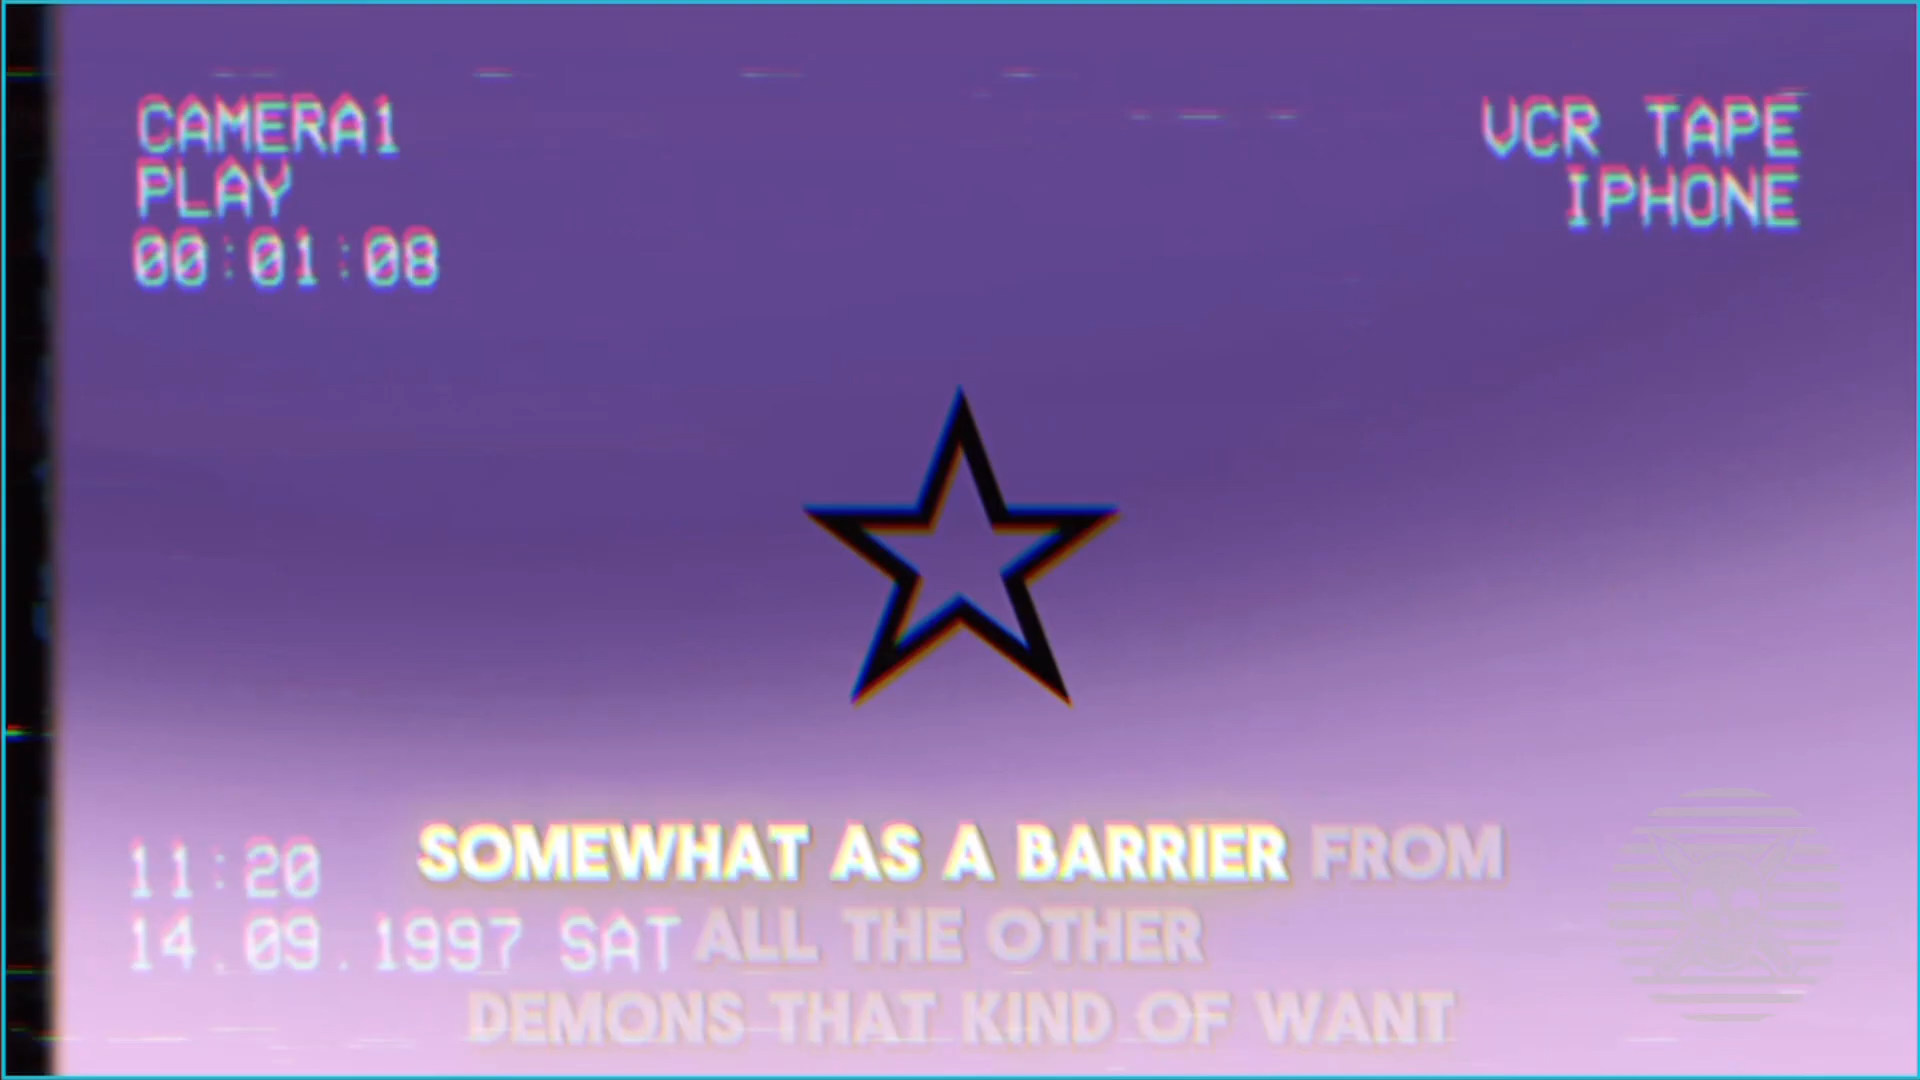 CAMERA1
PLAY
00:01:08
VCR TAPE
IPHONE
SOMEWHAT AS A BARRIER FROM
ALL THE OTHER
DEMONS THAT KIND OF WANT
11:20
14.09.1997 SAT